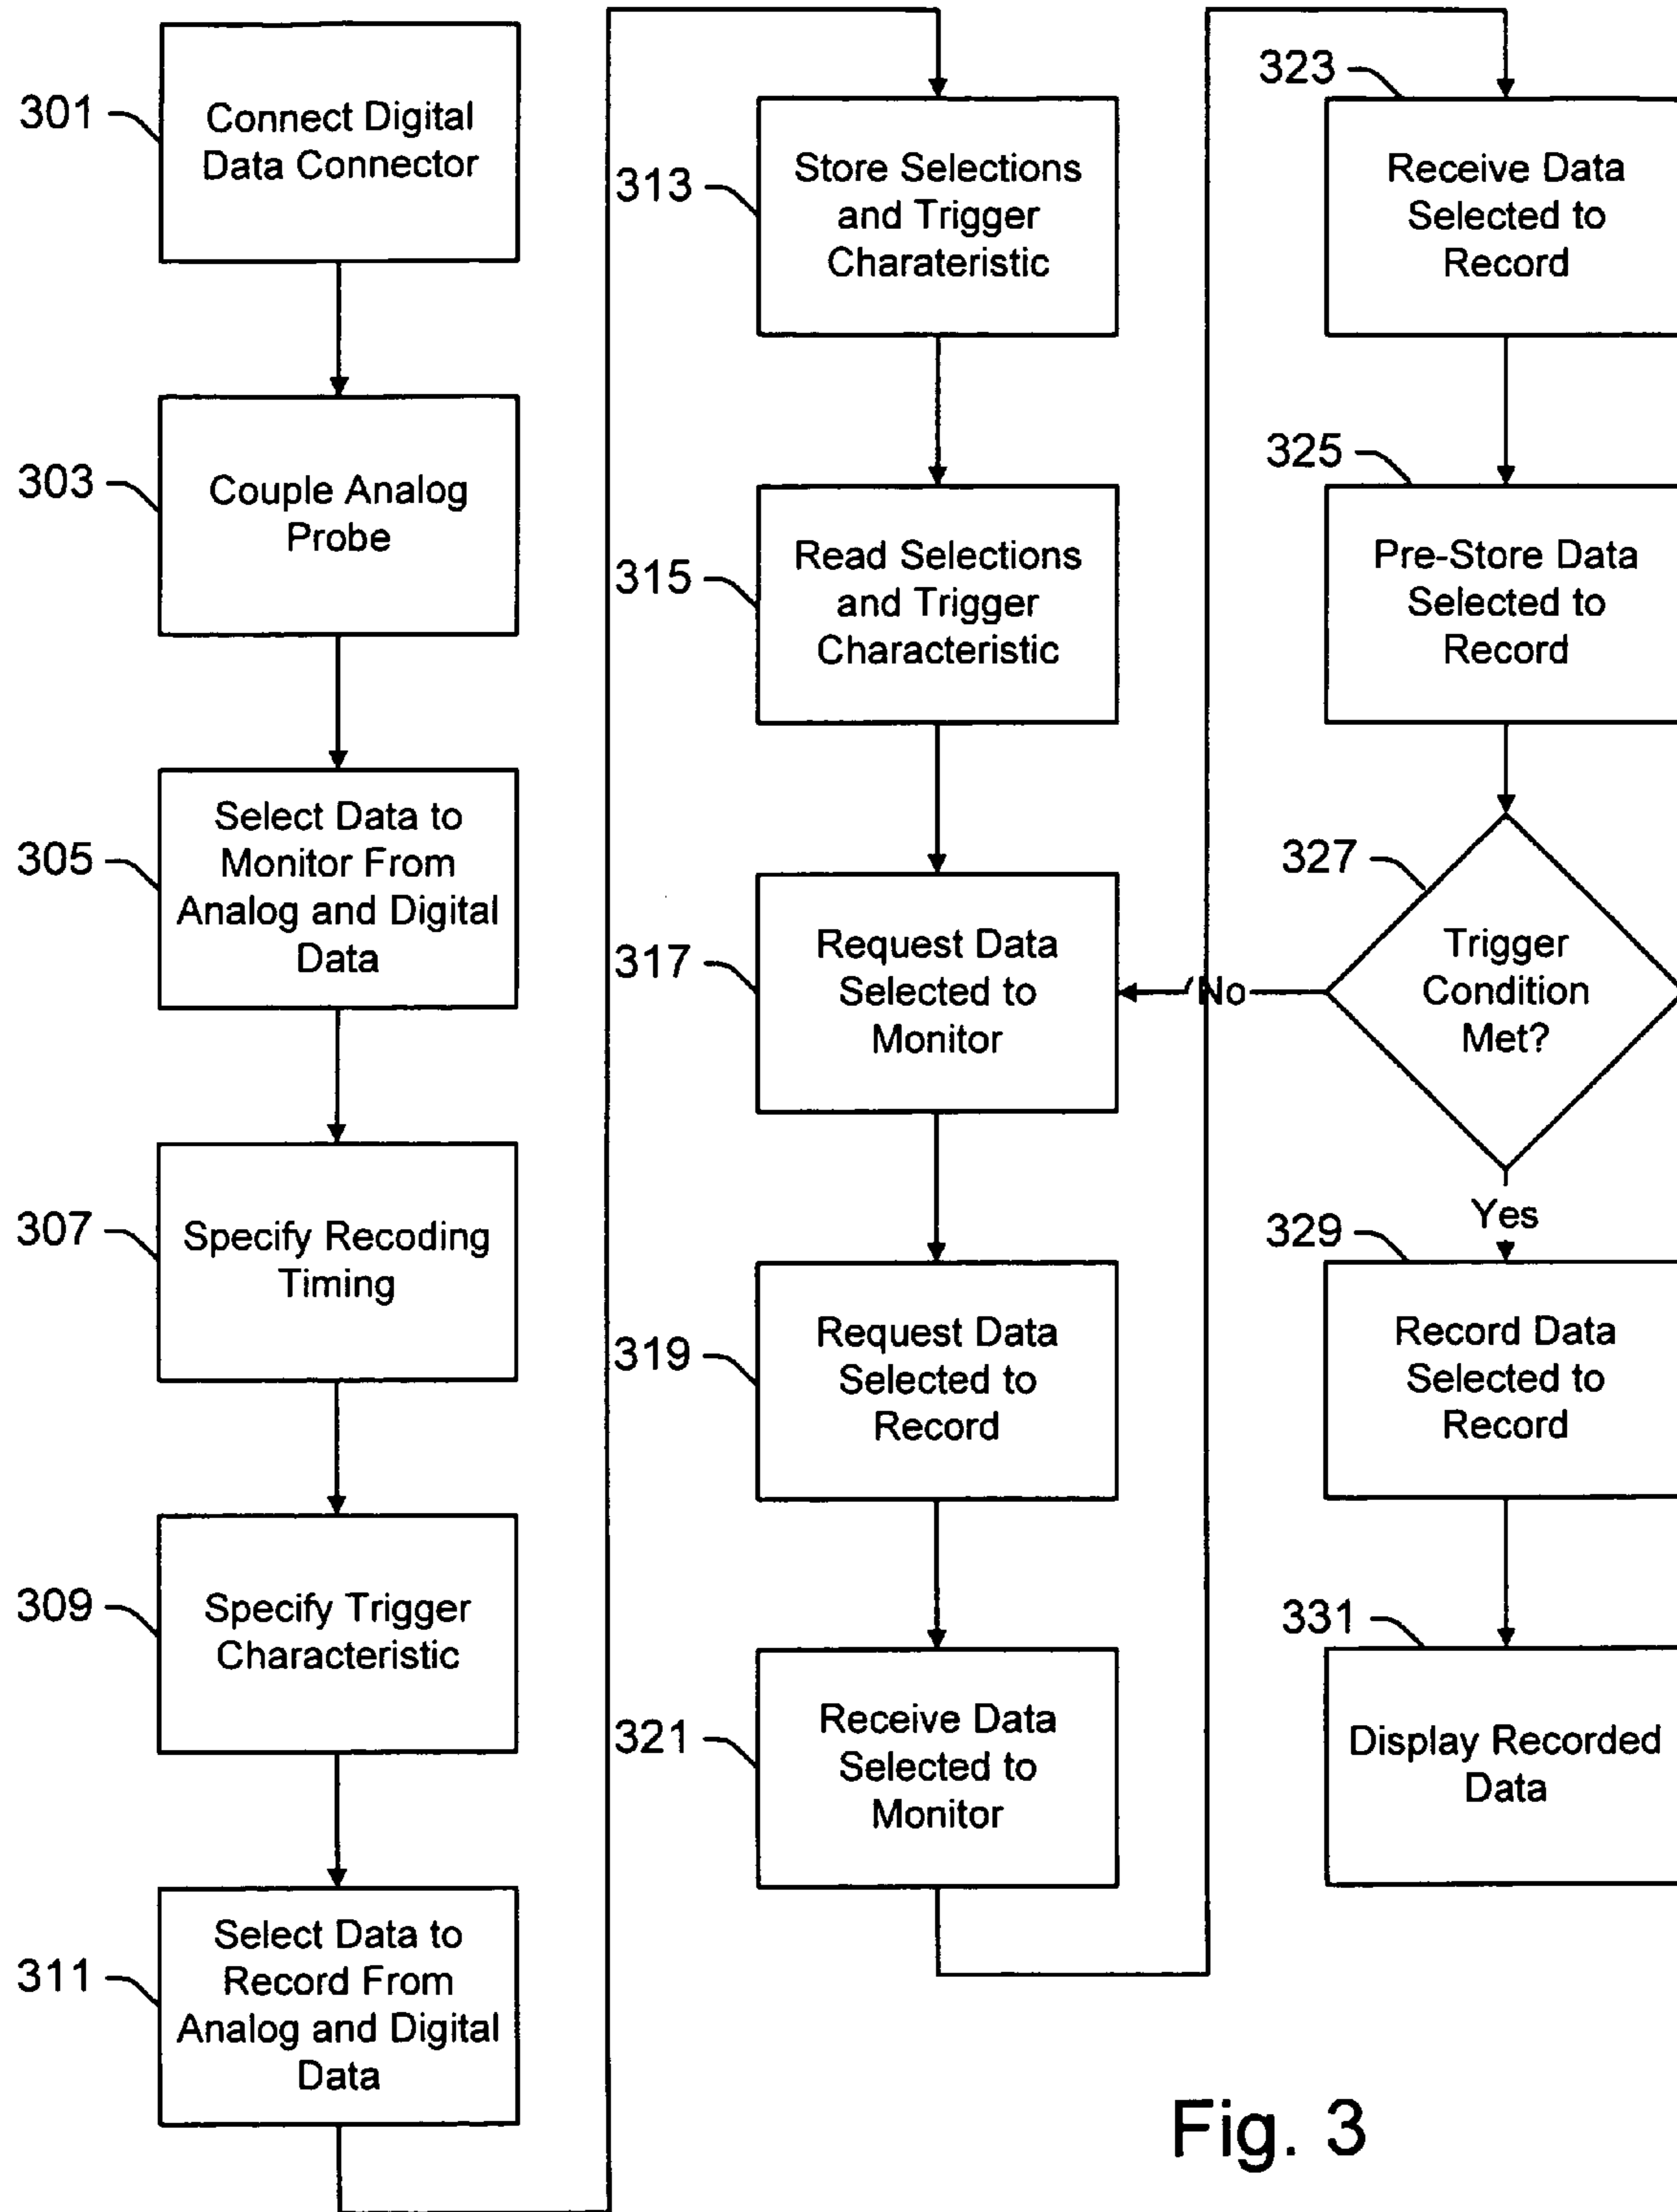 301
Connect Digital
Data Connector
303
Couple Analog
Probe
305
Select Data to
Monitor From
Analog and Digital
Data
307
Specify Recoding
Timing
309
Specify Trigger
Characteristic
311
Select Data to
Record From
Analog and Digital
Data
313
Store Selections
and Trigger
Charateristic
315
Read Selections
and Trigger
Characteristic
317
Request Data
Selected to
Monitor
319
Request Data
Selected to
Record
321
Receive Data
Selected to
Monitor
323
Receive Data
Selected to
Record
325
Pre-Store Data
Selected to
Record
327
Trigger
Condition
Met?
No
Yes
329
Record Data
Selected to
Record
331
Display Recorded
Data
Fig. 3